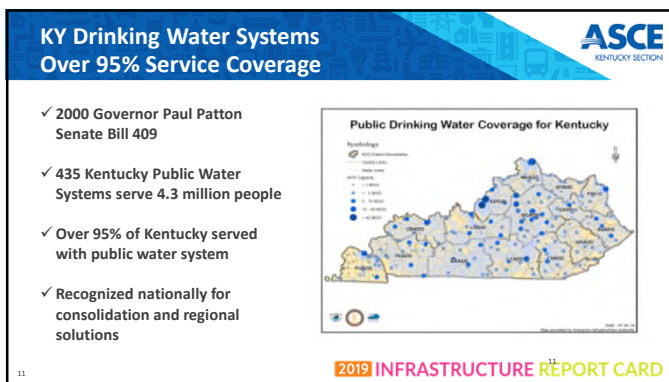 KY Drinking Water Systems
Over 95% Service Coverage
ASCE
KENTUCKY SECTION
✓ 2000 Governor Paul Patton
Senate Bill 409
✓ 435 Kentucky Public Water
Systems serve 4.3 million people
✓ Over 95% of Kentucky served
with public water system
✓ Recognized nationally for
consolidation and regional
solutions
Public Drinking Water Coverage for Kentucky
Symbology
11
11
2019 INFRASTRUCTURE REPORT CARD